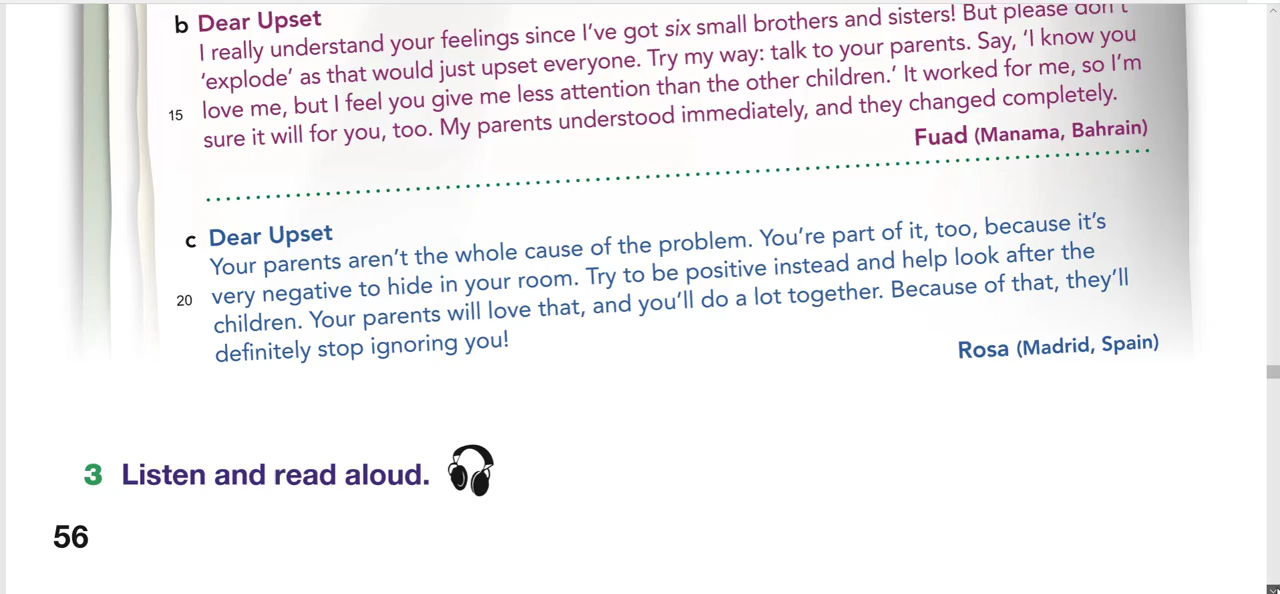 b Dear Upset
I really understand your feelings since I've got six small brothers and sisters! But please don't
'explode' as that would just upset everyone. Try my way: talk to your parents. Say, 'I know you
15 love me, but I feel you give me less attention than the other children.' It worked for me, so I'm
sure it will for you, too. My parents understood immediately, and they changed completely.
Fuad (Manama, Bahrain)
c Dear Upset
Your parents aren't the whole cause of the problem. You're part of it, too, because it's
20 very negative to hide in your room. Try to be positive instead and help look after the
children. Your parents will love that, and you'll do a lot together. Because of that, they'll
definitely stop ignoring you!
Rosa (Madrid, Spain)
3 Listen and read aloud.
56